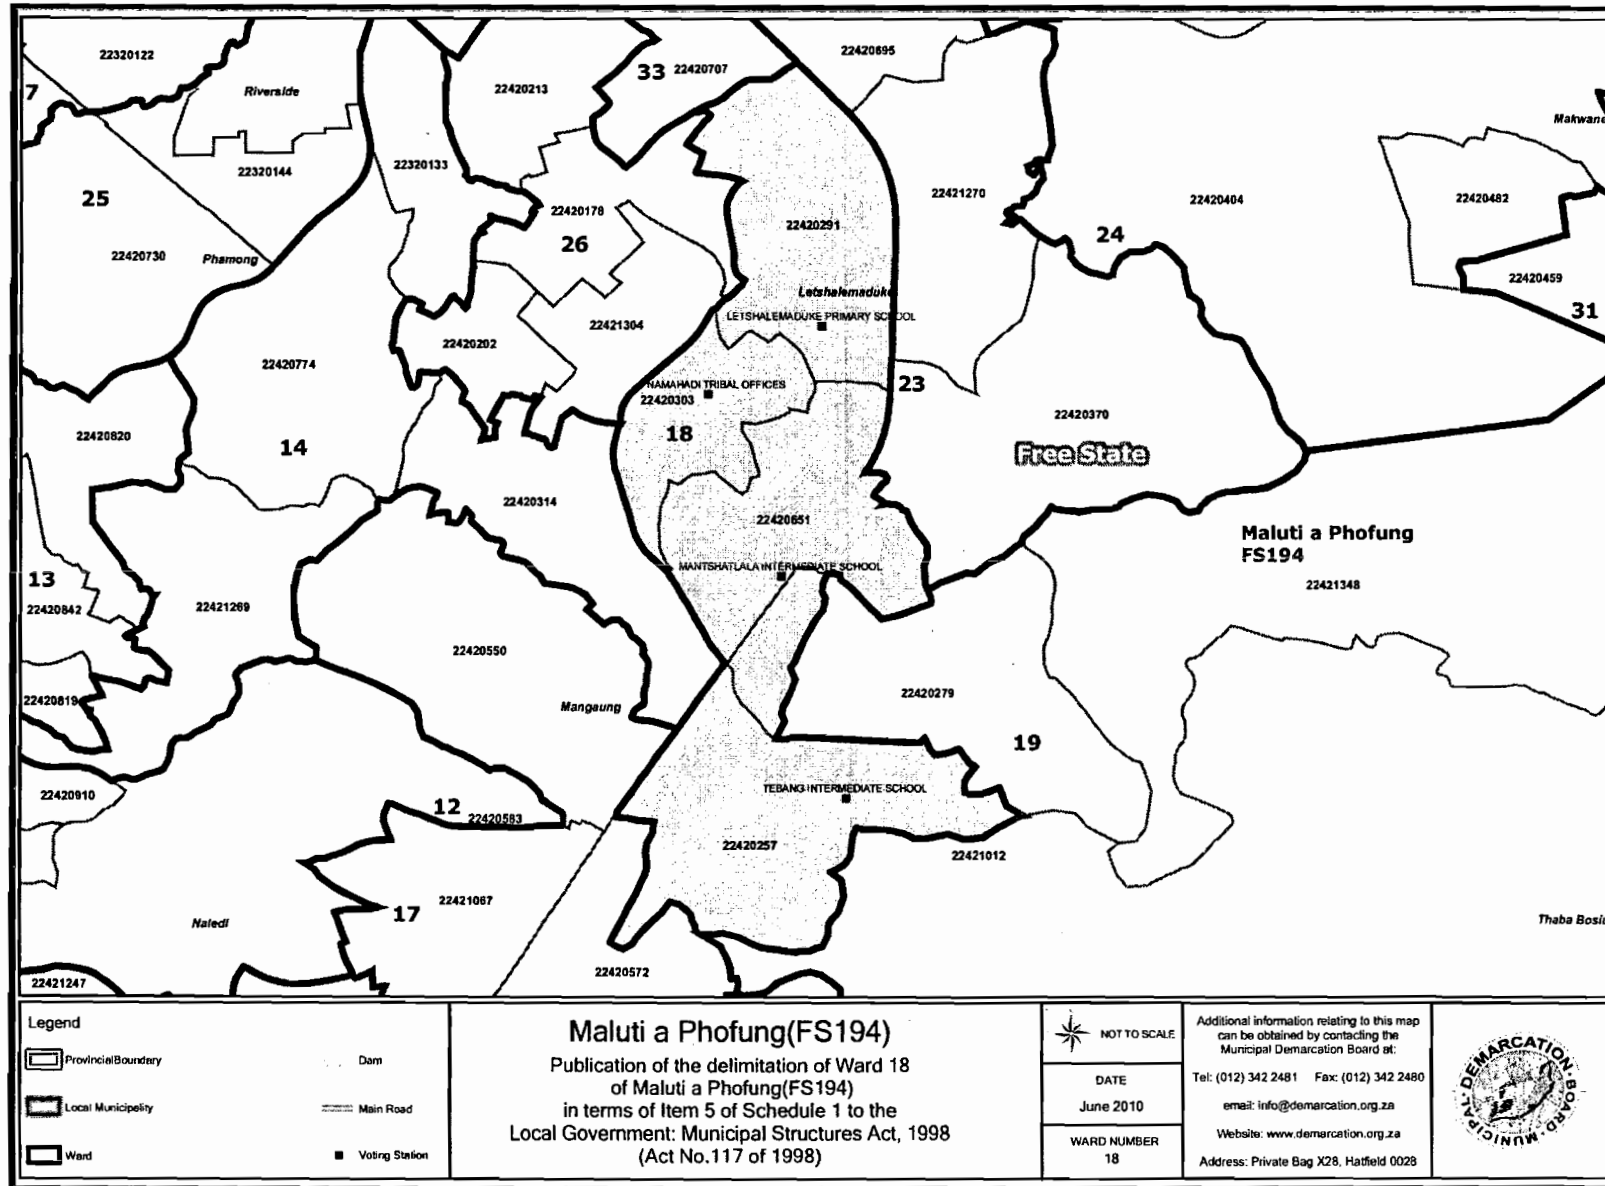 22320122
22420695
33 22420707
7
Riverside
22420213
Makwane
22320144
22320133
22421270
22420404
22420482
25
22420178
22420291
24
26
22420730
Phamong
22420459
Letshalemaduke
31
LETSHALEMADUKE PRIMARY SCHOOL
22421304
22420202
22420774
23
NAMAHADI TRIBAL OFFICES
22420303
22420370
22420820
18
14
Free State
22420314
22420651
Maluti a Phofung
FS194
MANTSHATLALA INTERMEDIATE SCHOOL
13
22421348
22420842
22421269
22420550
22420279
22420819
Mangaung
19
TEBANG INTERMEDIATE SCHOOL
22420910
12
22420583
22420257
22421012
22421067
17
Naledi
Thaba Bosiu
22420572
22421247
Legend
Provincial Boundary
Dam
Local Municipality
Main Road
Ward
Voting Station
Maluti a Phofung(FS194)
Publication of the delimitation of Ward 18
of Maluti a Phofung(FS194)
in terms of Item 5 of Schedule 1 to the
Local Government: Municipal Structures Act, 1998
(Act No.117 of 1998)
NOT TO SCALE
DATE
June 2010
WARD NUMBER
18
Additional information relating to this map
can be obtained by contacting the
Municipal Demarcation Board at:
Tel: (012) 342 2481 Fax: (012) 342 2480
email: info@demarcation.org.za
Website: www.demarcation.org.za
Address: Private Bag X28, Hatfield 0028
MUNICIPAL DEMARCATION BOARD